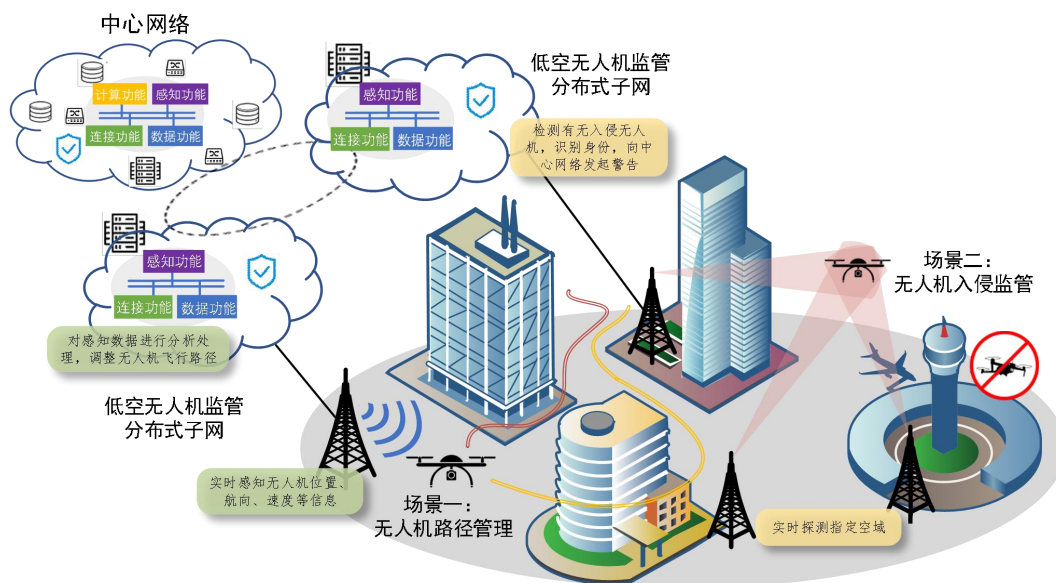 中心网络
计算功能
感知功能
连接功能
数据功能
感知功能
连接功能
数据功能
低空无人机监管
分布式子网
检测有无入侵无人
机，识别身份，向中
心网络发起警告
感知功能
连接功能
数据功能
对感知数据进行分析处
理，调整无人机飞行路径
低空无人机监管
分布式子网
场景二：
无人机入侵监管
实时感知无人机位置、
航向、速度等信息
场景一：
无人机路径管理
实时探测指定空域